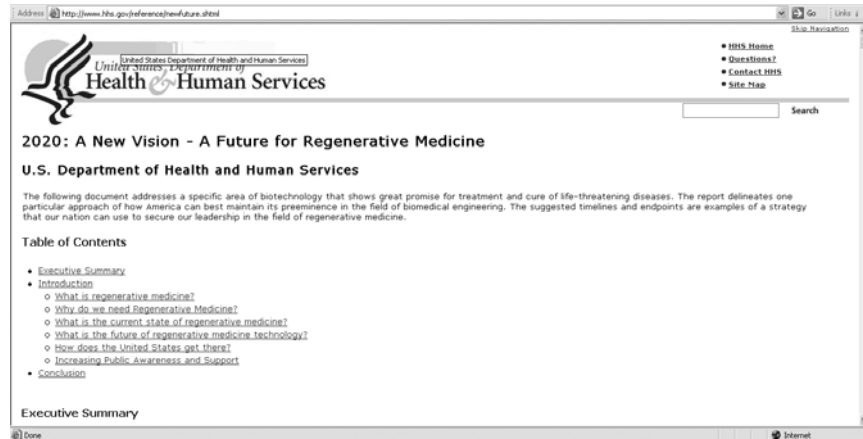 Address http://www.hhs.gov/reference/newfuture.shtml Go Links
Skip Navigation
United States Department of Health and Human Services
United States Department of
Health & Human Services
HHS Home
Questions?
Contact HHS
Site Map
Search
2020: A New Vision - A Future for Regenerative Medicine
U.S. Department of Health and Human Services
The following document addresses a specific area of biotechnology that shows great promise for treatment and cure of life-threatening diseases. The report delineates one
particular approach of how America can best maintain its preeminence in the field of biomedical engineering. The suggested timelines and endpoints are examples of a strategy
that our nation can use to secure our leadership in the field of regenerative medicine.
Table of Contents
Executive Summary
Introduction
What is regenerative medicine?
Why do we need Regenerative Medicine?
What is the current state of regenerative medicine?
What is the future of regenerative medicine technology?
How does the United States get there?
Increasing Public Awareness and Support
Conclusion
Executive Summary
Done Internet